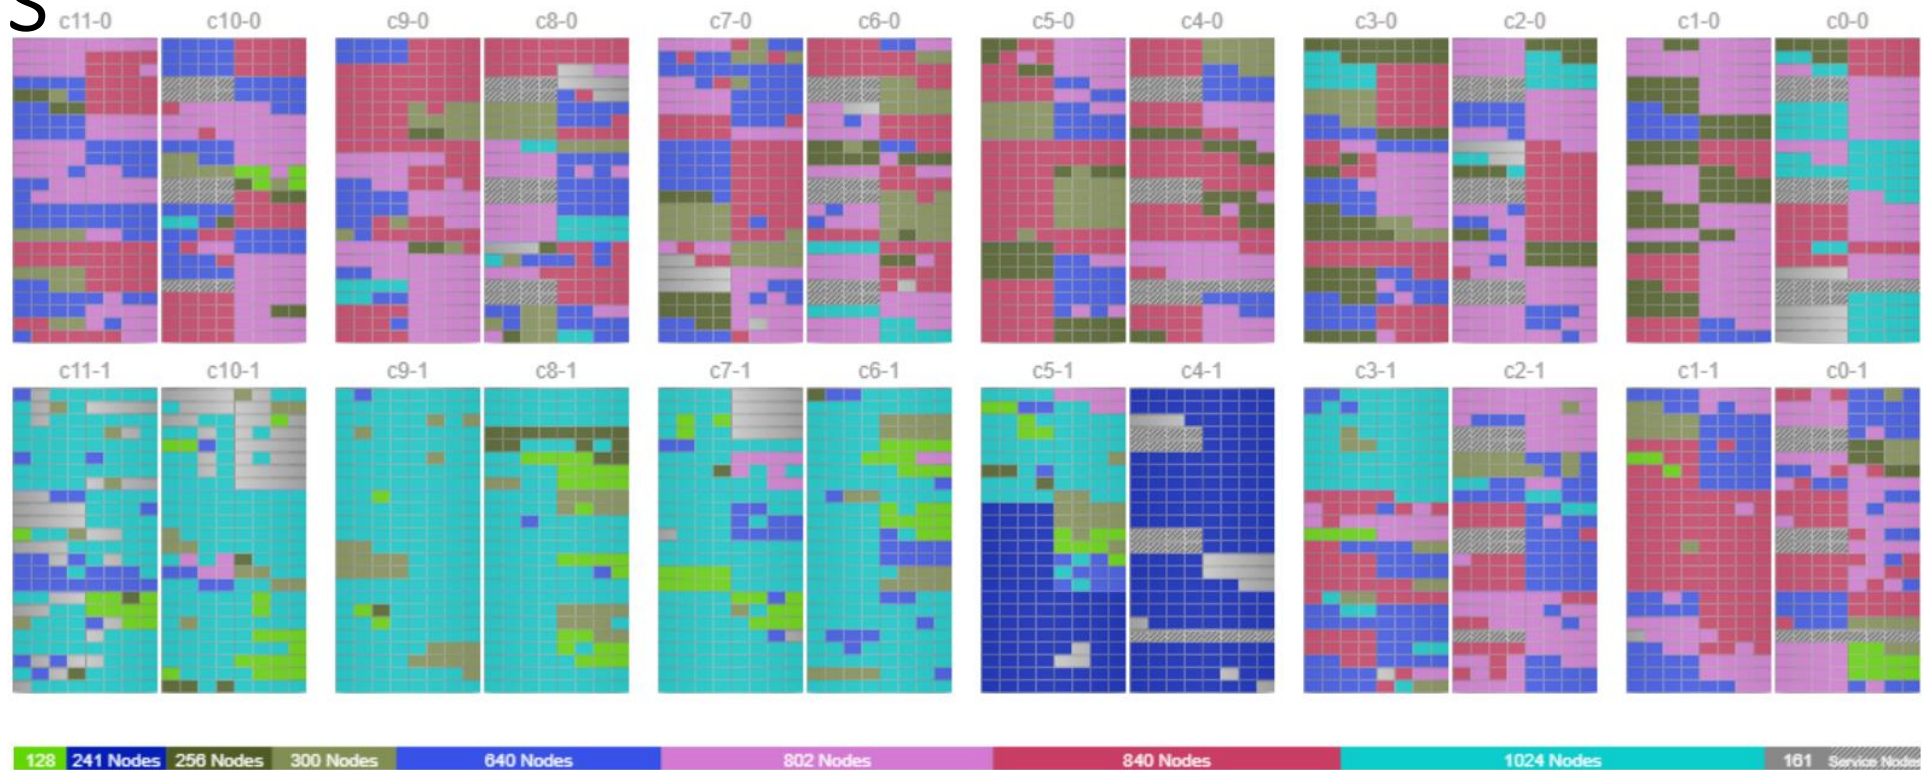 S
c11-0 c10-0 c9-0 c8-0 c7-0 c6-0 c5-0 c4-0 c3-0 c2-0 c1-0 c0-0
c11-1 c10-1 c9-1 c8-1 c7-1 c6-1 c5-1 c4-1 c3-1 c2-1 c1-1 c0-1
128 241 Nodes 256 Nodes 300 Nodes 640 Nodes 802 Nodes 840 Nodes 1024 Nodes 161 Service Nodes